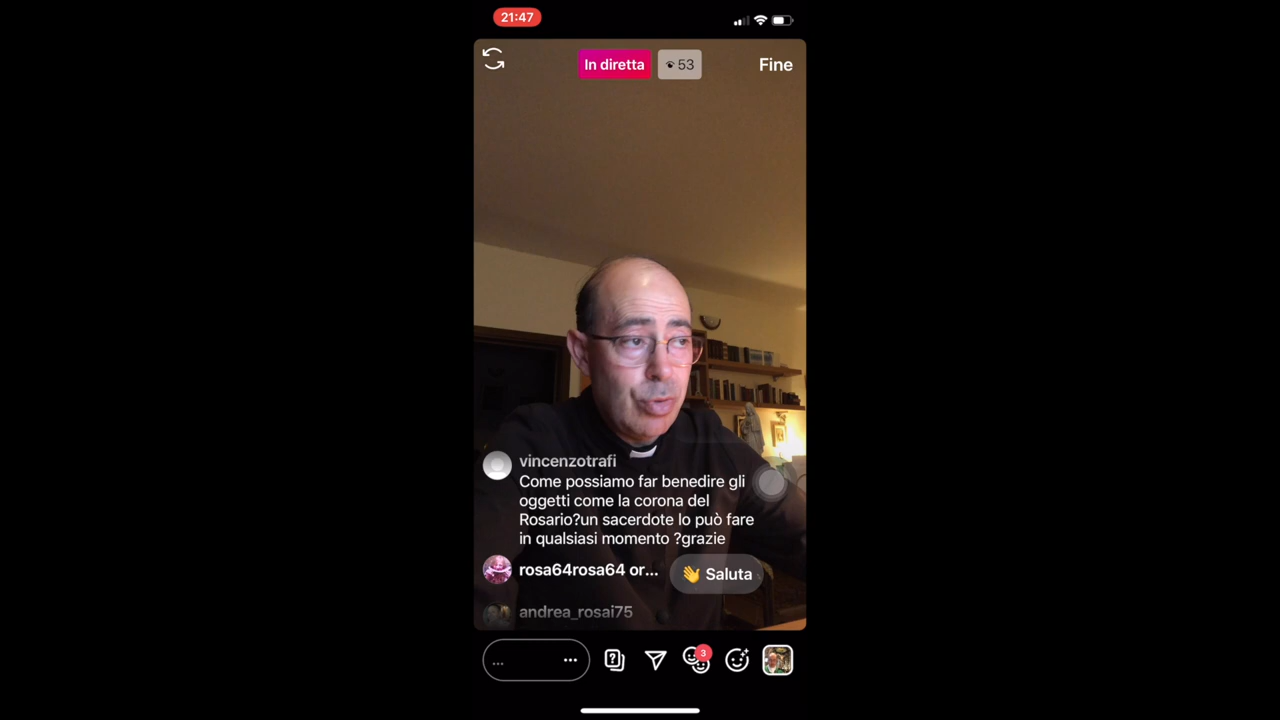 21:47
In diretta
53
Fine
vincenzotrafi
Come possiamo far benedire gli
oggetti come la corona del
Rosario?un sacerdote lo può fare
in qualsiasi momento ?grazie
rosa64rosa64 or...
👋 Saluta
andrea_rosai75
...
3